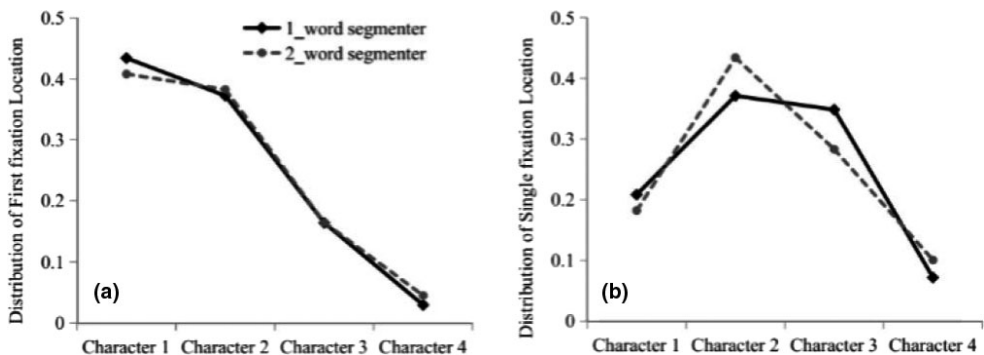 Distribution of First fixation Location
0.5
0.4
0.3
0.2
0.1
0
1_word segmenter
2_word segmenter
(a)
Character 1 Character 2 Character 3 Character 4
Distribution of Single fixation Location
0.5
0.4
0.3
0.2
0.1
0
(b)
Character 1 Character 2 Character 3 Character 4